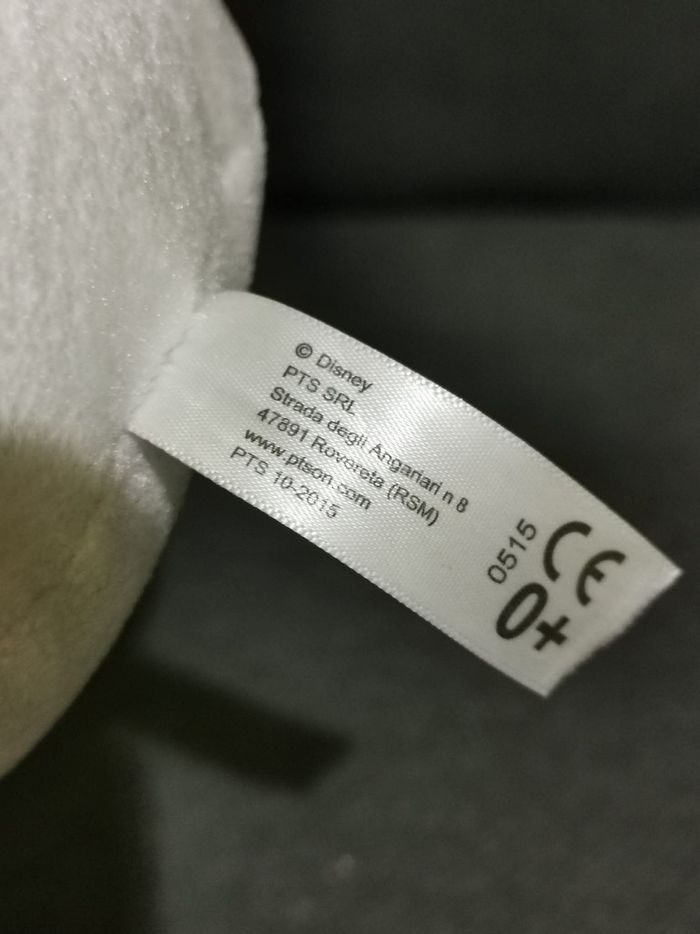 © Disney
PTS SRL
Strada degli Angariari n 8
47891 Rovereta (RSM)
www.ptson.com
PTS 10-2015
0515
CE
0+